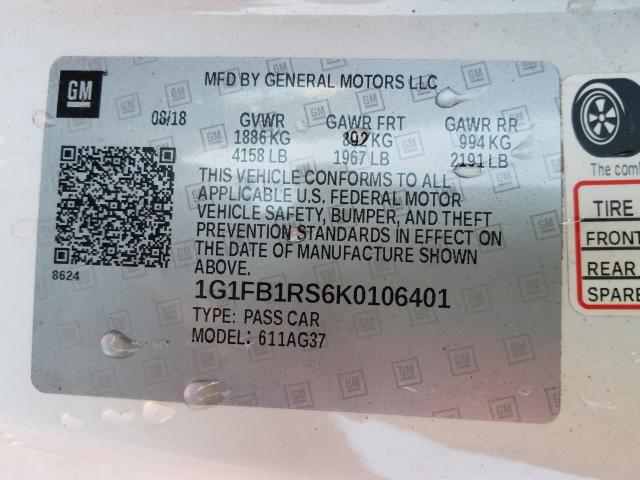 GM
MFD BY GENERAL MOTORS LLC
08/18 GVWR GAWR FRT GAWR RR
1886 KG 892 KG 994 KG
4158 LB 1967 LB 2191 LB
THIS VEHICLE CONFORMS TO ALL
APPLICABLE U.S. FEDERAL MOTOR
VEHICLE SAFETY, BUMPER, AND THEFT
PREVENTION STANDARDS IN EFFECT ON
THE DATE OF MANUFACTURE SHOWN
ABOVE.
8624
1G1FB1RS6K0106401
TYPE: PASS CAR
MODEL: 611AG37
The
TIRE
FRONT
REAR
SPARE